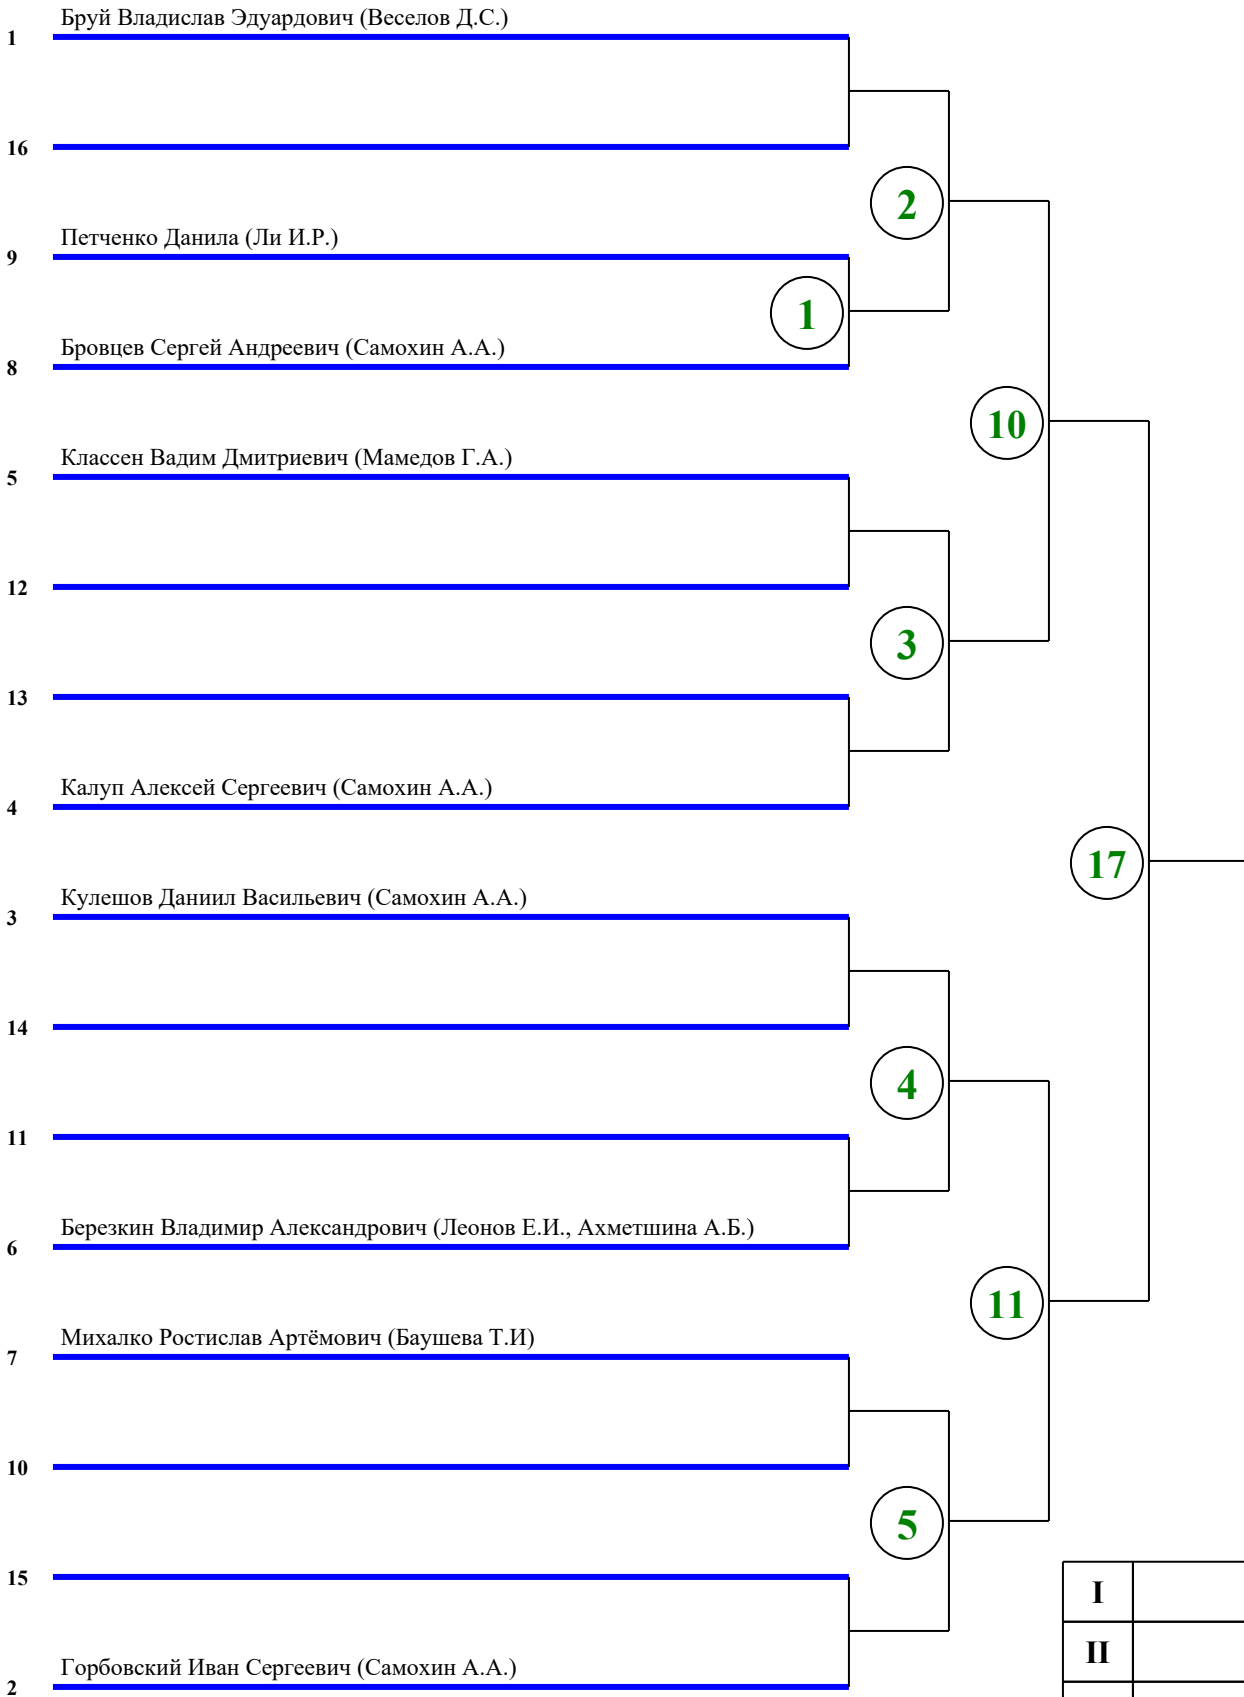 Бруй Владислав Эдуардович (Веселов Д.С.)
1
16
2
Петченко Данила (Ли И.Р.)
9
1
Бровцев Сергей Андреевич (Самохин А.А.)
8
10
Классен Вадим Дмитриевич (Мамедов Г.А.)
5
12
3
13
Калуп Алексей Сергеевич (Самохин А.А.)
4
17
Кулешов Даниил Васильевич (Самохин А.А.)
3
14
4
11
Березкин Владимир Александрович (Леонов Е.И., Ахметшина А.Б.)
6
11
Михалко Ростислав Артёмович (Баушева Т.И)
7
10
5
15
I
II
Горбовский Иван Сергеевич (Самохин А.А.)
2